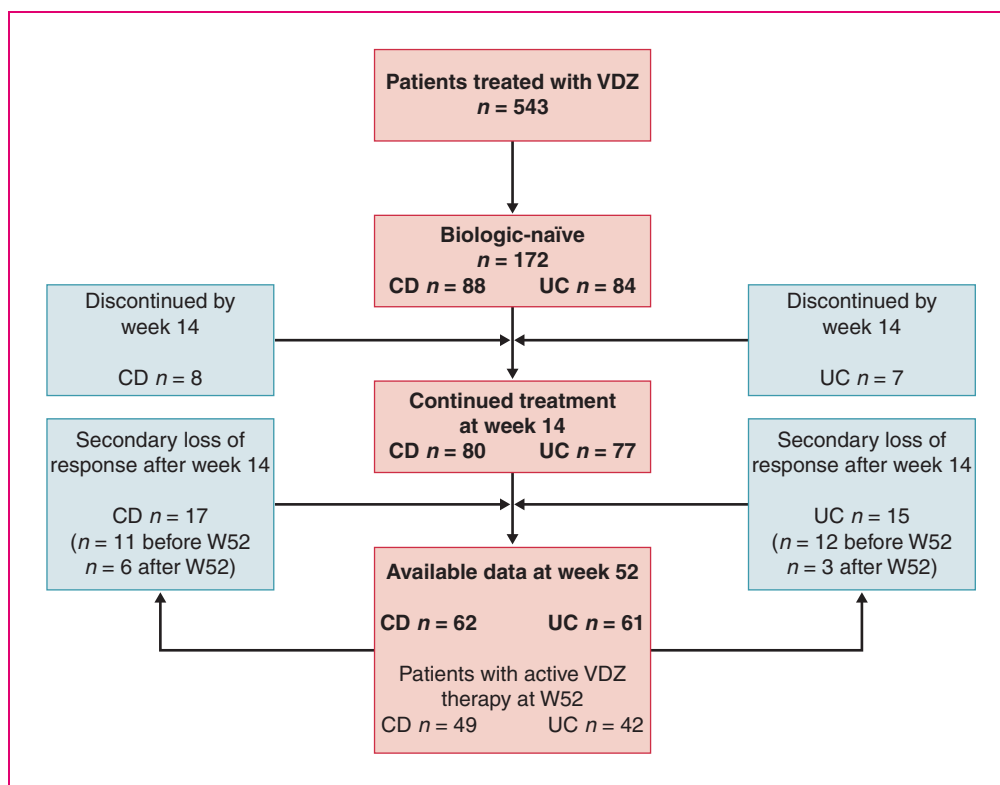 Patients treated with VDZ
n = 543
Biologic-naïve
n = 172
CD n = 88 UC n = 84
Discontinued by
week 14
CD n = 8
Discontinued by
week 14
UC n = 7
Continued treatment
at week 14
CD n = 80 UC n = 77
Secondary loss of
response after week 14
CD n = 17
(n = 11 before W52
n = 6 after W52)
Secondary loss of
response after week 14
UC n = 15
(n = 12 before W52
n = 3 after W52)
Available data at week 52
CD n = 62 UC n = 61
Patients with active VDZ
therapy at W52
CD n = 49 UC n = 42